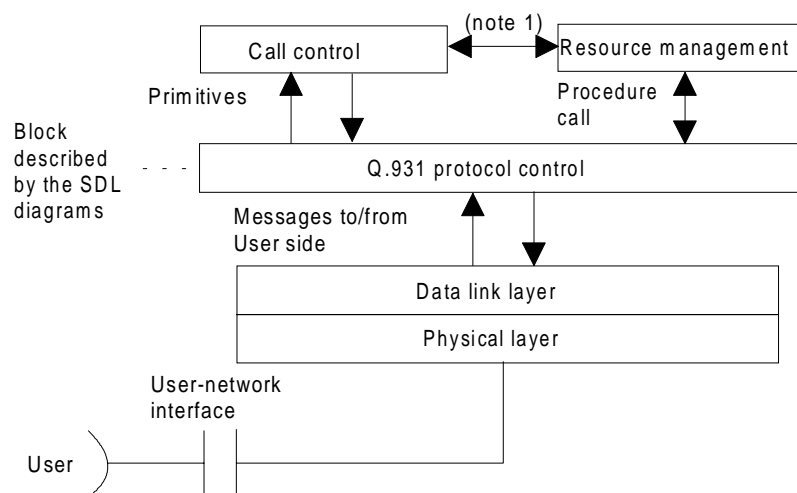 (note 1)
Call control
Resource management
Primitives
Procedure
call
Block
described
by the SDL
diagrams
Q.931 protocol control
Messages to/from
User side
Data link layer
Physical layer
User-network
interface
User